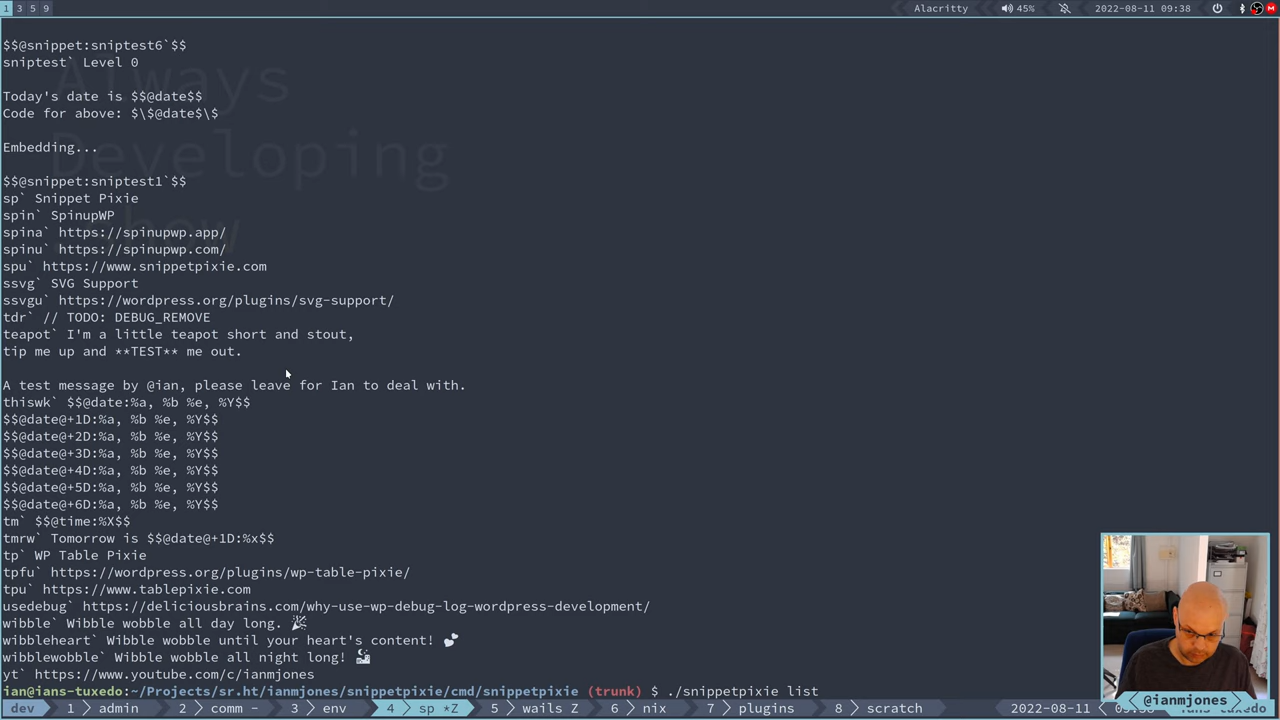 1 3 5 9 Alacritty 45% 2022-08-11 09:38
$$@snippet:sniptest6`$$
sniptest` Level 0
Always
Today's date is $$@date$$
Code for above: $\$@date$\$
Embedding...
Developing
$$@snippet:sniptest1`$$
sp` Snippet Pixie
spin` SpinupWP
spina` https://spinupwp.app/
spinu` https://spinupwp.com/
spu` https://www.snippetpixie.com
ssvg` SVG Support
ssvgu` https://wordpress.org/plugins/svg-support/
tdr` // TODO: DEBUG_REMOVE
teapot` I'm a little teapot short and stout,
tip me up and **TEST** me out.
A test message by @ian, please leave for Ian to deal with.
thiswk` $$@date:%a, %b %e, %Y$$
$$@date@+1D:%a, %b %e, %Y$$
$$@date@+2D:%a, %b %e, %Y$$
$$@date@+3D:%a, %b %e, %Y$$
$$@date@+4D:%a, %b %e, %Y$$
$$@date@+5D:%a, %b %e, %Y$$
$$@date@+6D:%a, %b %e, %Y$$
tm` $$@time:%X$$
tmrw` Tomorrow is $$@date@+1D:%x$$
tp` WP Table Pixie
tpfu` https://wordpress.org/plugins/wp-table-pixie/
tpu` https://www.tablepixie.com
usedebug` https://deliciousbrains.com/why-use-wp-debug-log-wordpress-development/
wibble` Wibble wobble all day long. 🎉
wibbleheart` Wibble wobble until your heart's content! 💕
wibblewobble` Wibble wobble all night long!
yt` https://www.youtube.com/c/ianmjones
ian@ians-tuxedo:~/Projects/sr.ht/ianmjones/snippetpixie/cmd/snippetpixie (trunk) $ ./snippetpixie list
dev 1 admin 2 comm - 3 env 4 sp *Z 5 wails Z 6 nix 7 plugins 8 scratch 2022-08-11
@ianmjones